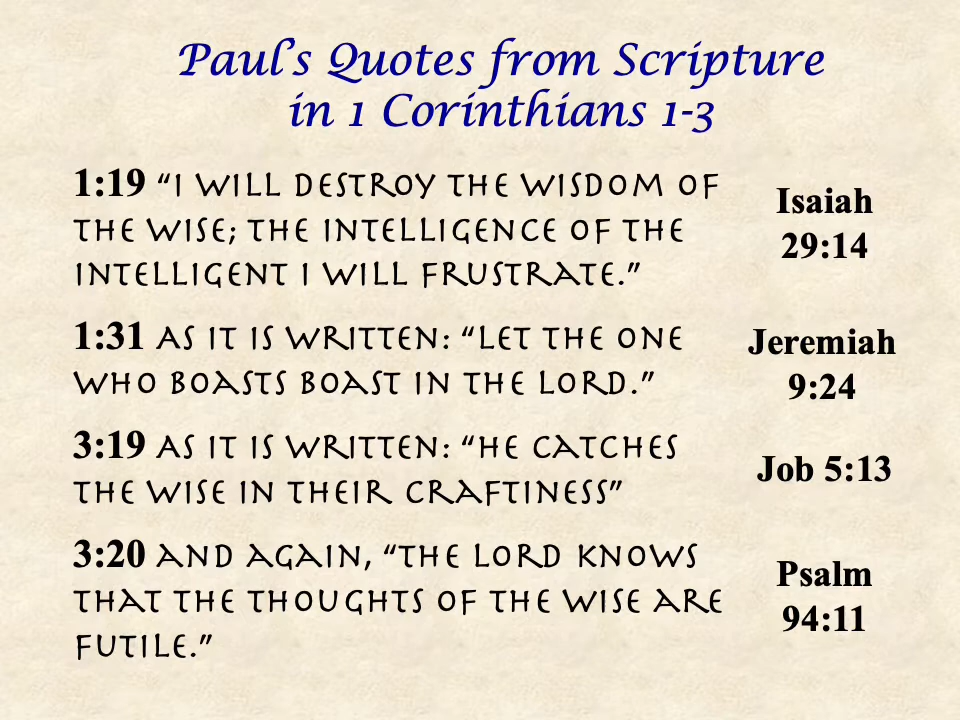 Paul's Quotes from Scripture
in 1 Corinthians 1-3
1:19 “I will destroy the wisdom of
the wise; the intelligence of the
intelligent I will frustrate.”
Isaiah
29:14
1:31 As it is written: “Let the one
who boasts boast in the Lord.”
Jeremiah
9:24
3:19 As it is written: “He catches
the wise in their craftiness”
Job 5:13
3:20 and again, “The Lord knows
that the thoughts of the wise are
futile.”
Psalm
94:11